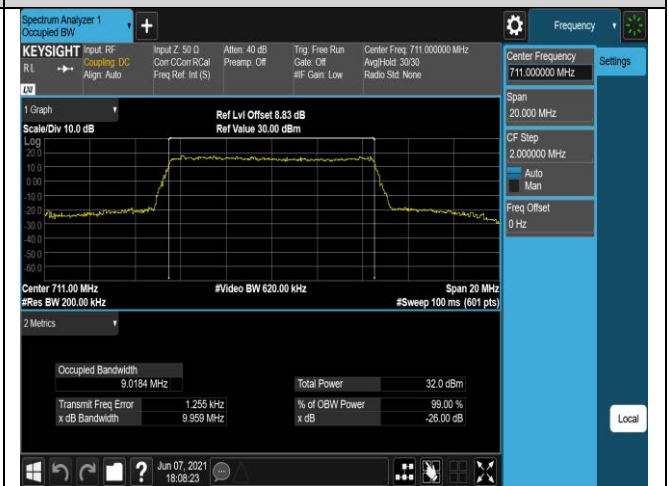 Spectrum Analyzer 1
Occupied BW
+
Frequency
KEYSIGHT
RL
LXI
Input: RF
Coupling: DC
Align: Auto
Input Z: 50 Ω
Corr CCorr RCal
Freq Ref: Int (S)
Atten: 40 dB
Preamp: Off
Trig: Free Run
Gate: Off
#IF Gain: Low
Center Freq: 711.000000 MHz
Avg|Hold: 30/30
Radio Std: None
Center Frequency
711.000000 MHz
Settings
Span
20.000 MHz
CF Step
2.000000 MHz
Auto
Man
Freq Offset
0 Hz
Local
1 Graph
Scale/Div 10.0 dB
Ref Lvl Offset 8.83 dB
Ref Value 30.00 dBm
Log
20.0
10.0
0.00
-10.0
-20.0
-30.0
-40.0
-50.0
-60.0
Center 711.00 MHz
#Video BW 620.00 kHz
Span 20 MHz
#Res BW 200.00 kHz
#Sweep 100 ms (601 pts)
2 Metrics
Occupied Bandwidth
9.0184 MHz
Total Power 32.0 dBm
Transmit Freq Error 1.255 kHz
% of OBW Power 99.00 %
x dB Bandwidth 9.959 MHz
x dB -26.00 dB
?
Jun 07, 2021
18:08:23